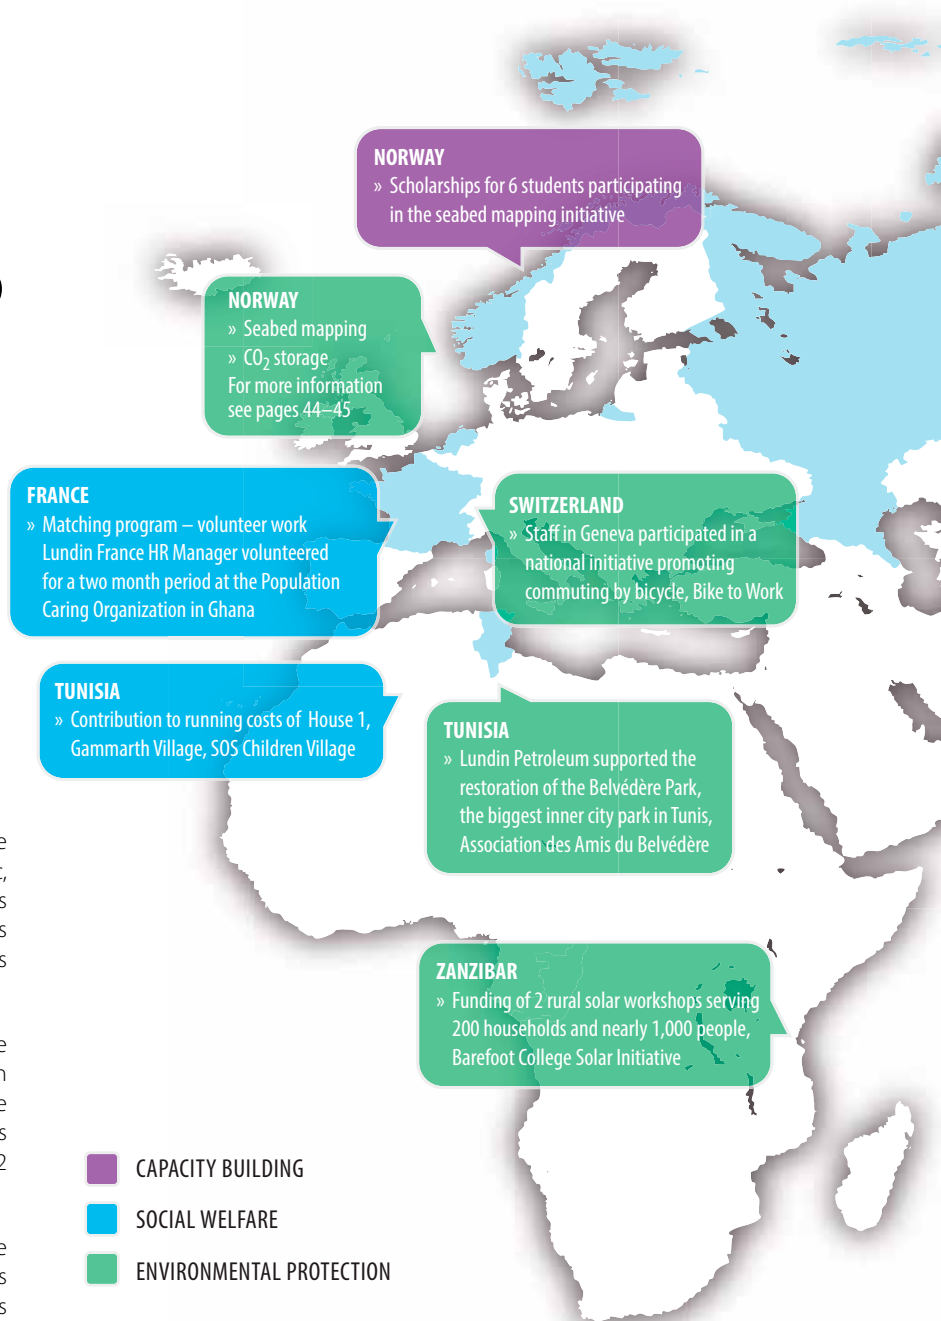 NORWAY
» Scholarships for 6 students participating
in the seabed mapping initiative
NORWAY
» Seabed mapping
» CO₂ storage
For more information
see pages 44–45
FRANCE
» Matching program – volunteer work
Lundin France HR Manager volunteered
for a two month period at the Population
Caring Organization in Ghana
SWITZERLAND
» Staff in Geneva participated in a
national initiative promoting
commuting by bicycle, Bike to Work
TUNISIA
» Contribution to running costs of House 1,
Gammarth Village, SOS Children Village
TUNISIA
» Lundin Petroleum supported the
restoration of the Belvédère Park,
the biggest inner city park in Tunis,
Association des Amis du Belvédère
ZANZIBAR
» Funding of 2 rural solar workshops serving
200 households and nearly 1,000 people,
Barefoot College Solar Initiative
CAPACITY BUILDING
SOCIAL WELFARE
ENVIRONMENTAL PROTECTION